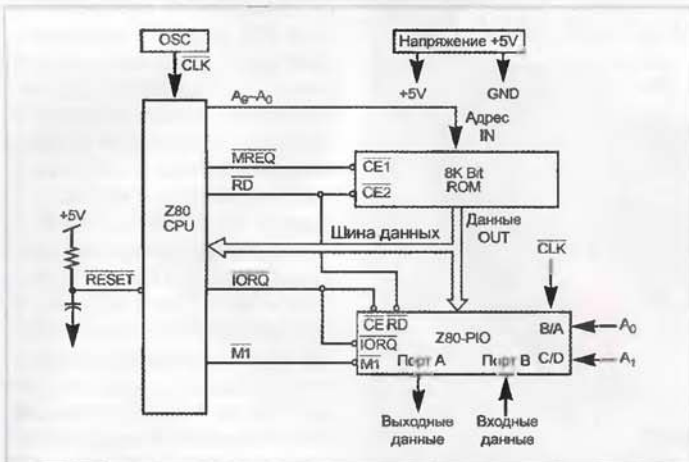 OSC
Напряжение +5V
CLK
A9–A0
+5V
GND
Адрес
IN
MREQ
CE1
8K Bit
ROM
RD
CE2
+5V
Z80
CPU
Данные
OUT
Шина данных
CLK
RESET
IORQ
CE RD
B/A
A0
Z80-PIO
IORQ
C/D
A1
M1
M1
Порт A
Порт B
Выходные
данные
Входные
данные